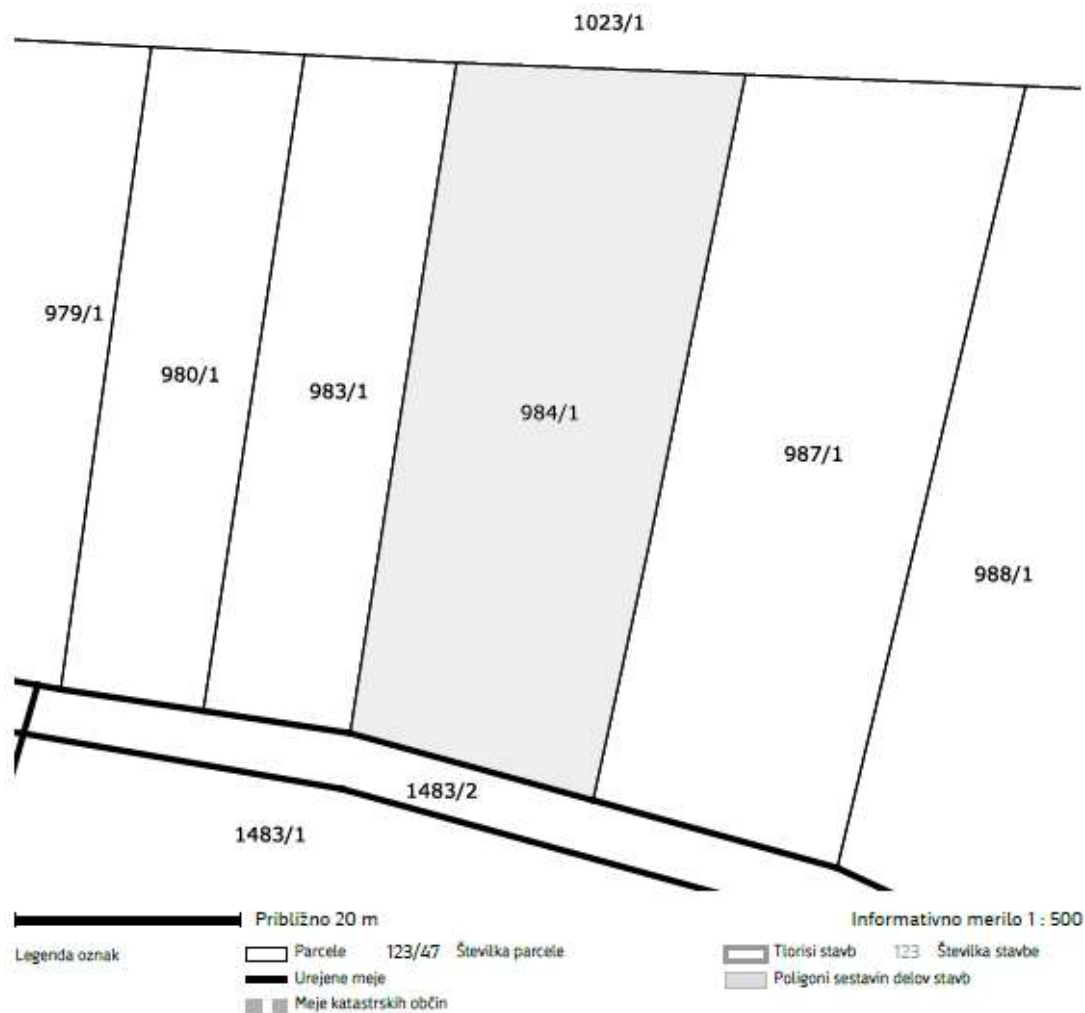 1023/1
979/1
980/1
983/1
984/1
987/1
988/1
1483/2
1483/1
Približno 20 m
Informativno merilo 1 : 500
Legenda oznak
Parcele 123/47 Številka parcele
Tlorisi stavb 123 Številka stavbe
Urejene meje
Poligoni sestavin delov stavb
Meje katastrskih občin